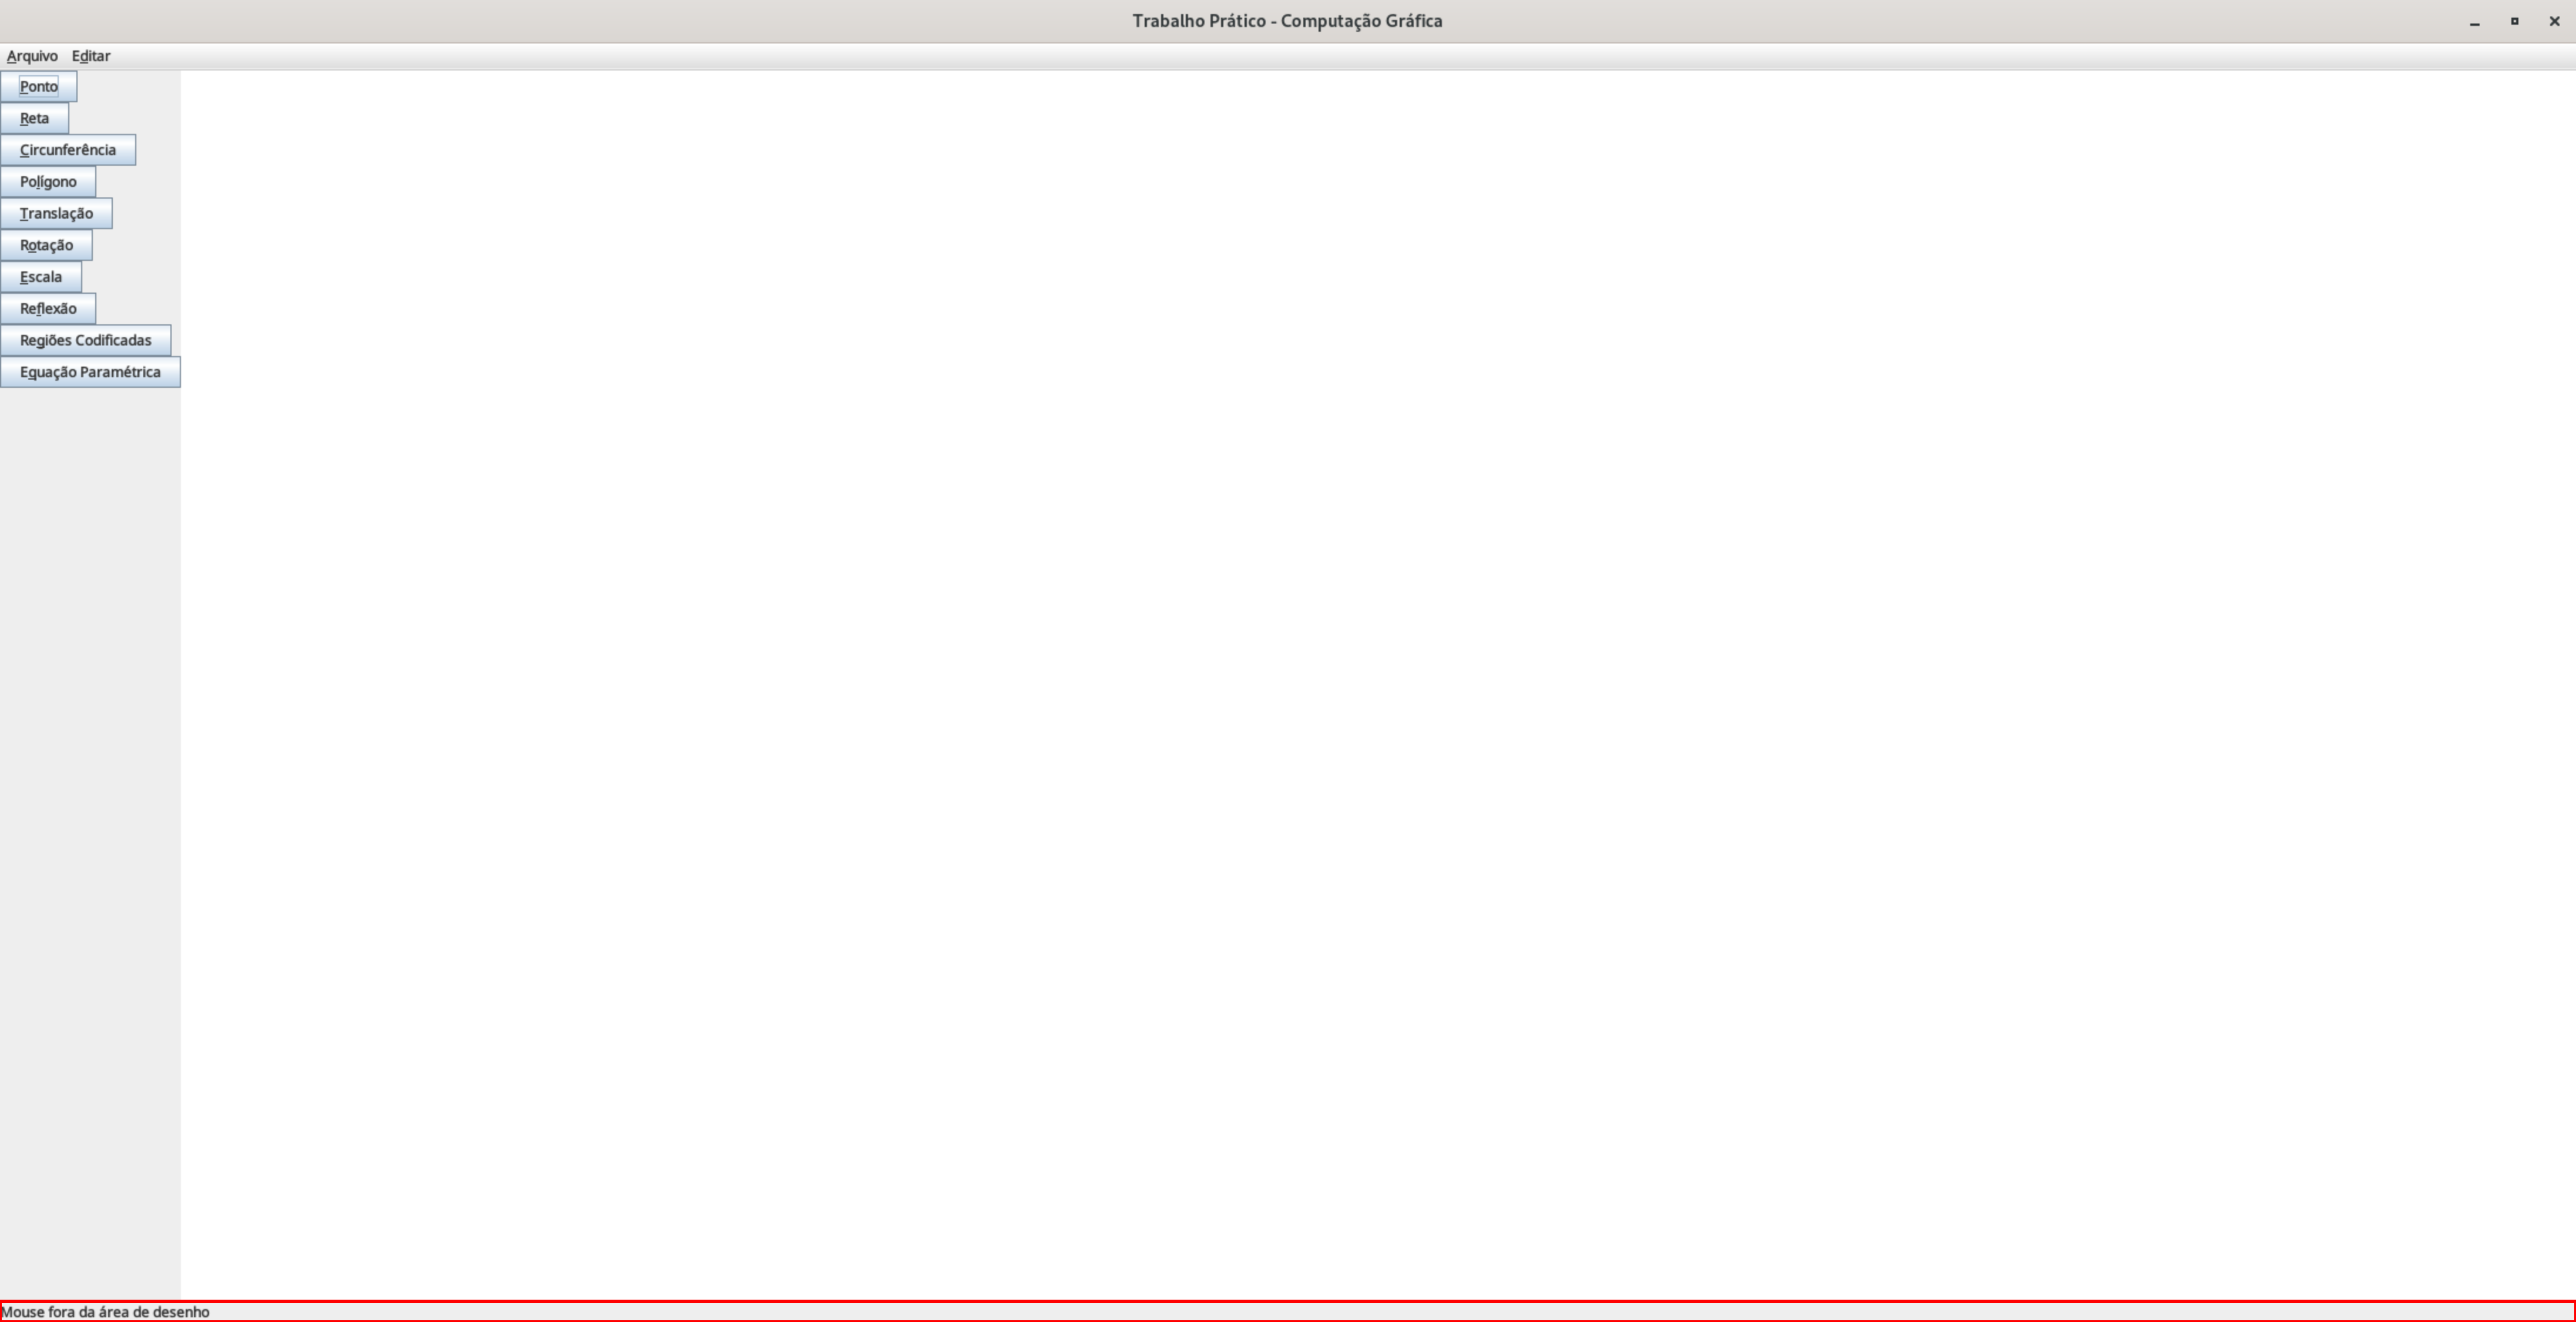 Trabalho Prático - Computação Gráfica
Arquivo Editar
Ponto
Reta
Circunferência
Polígono
Translação
Rotação
Escala
Reflexão
Regiões Codificadas
Equação Paramétrica
Mouse fora da área de desenho